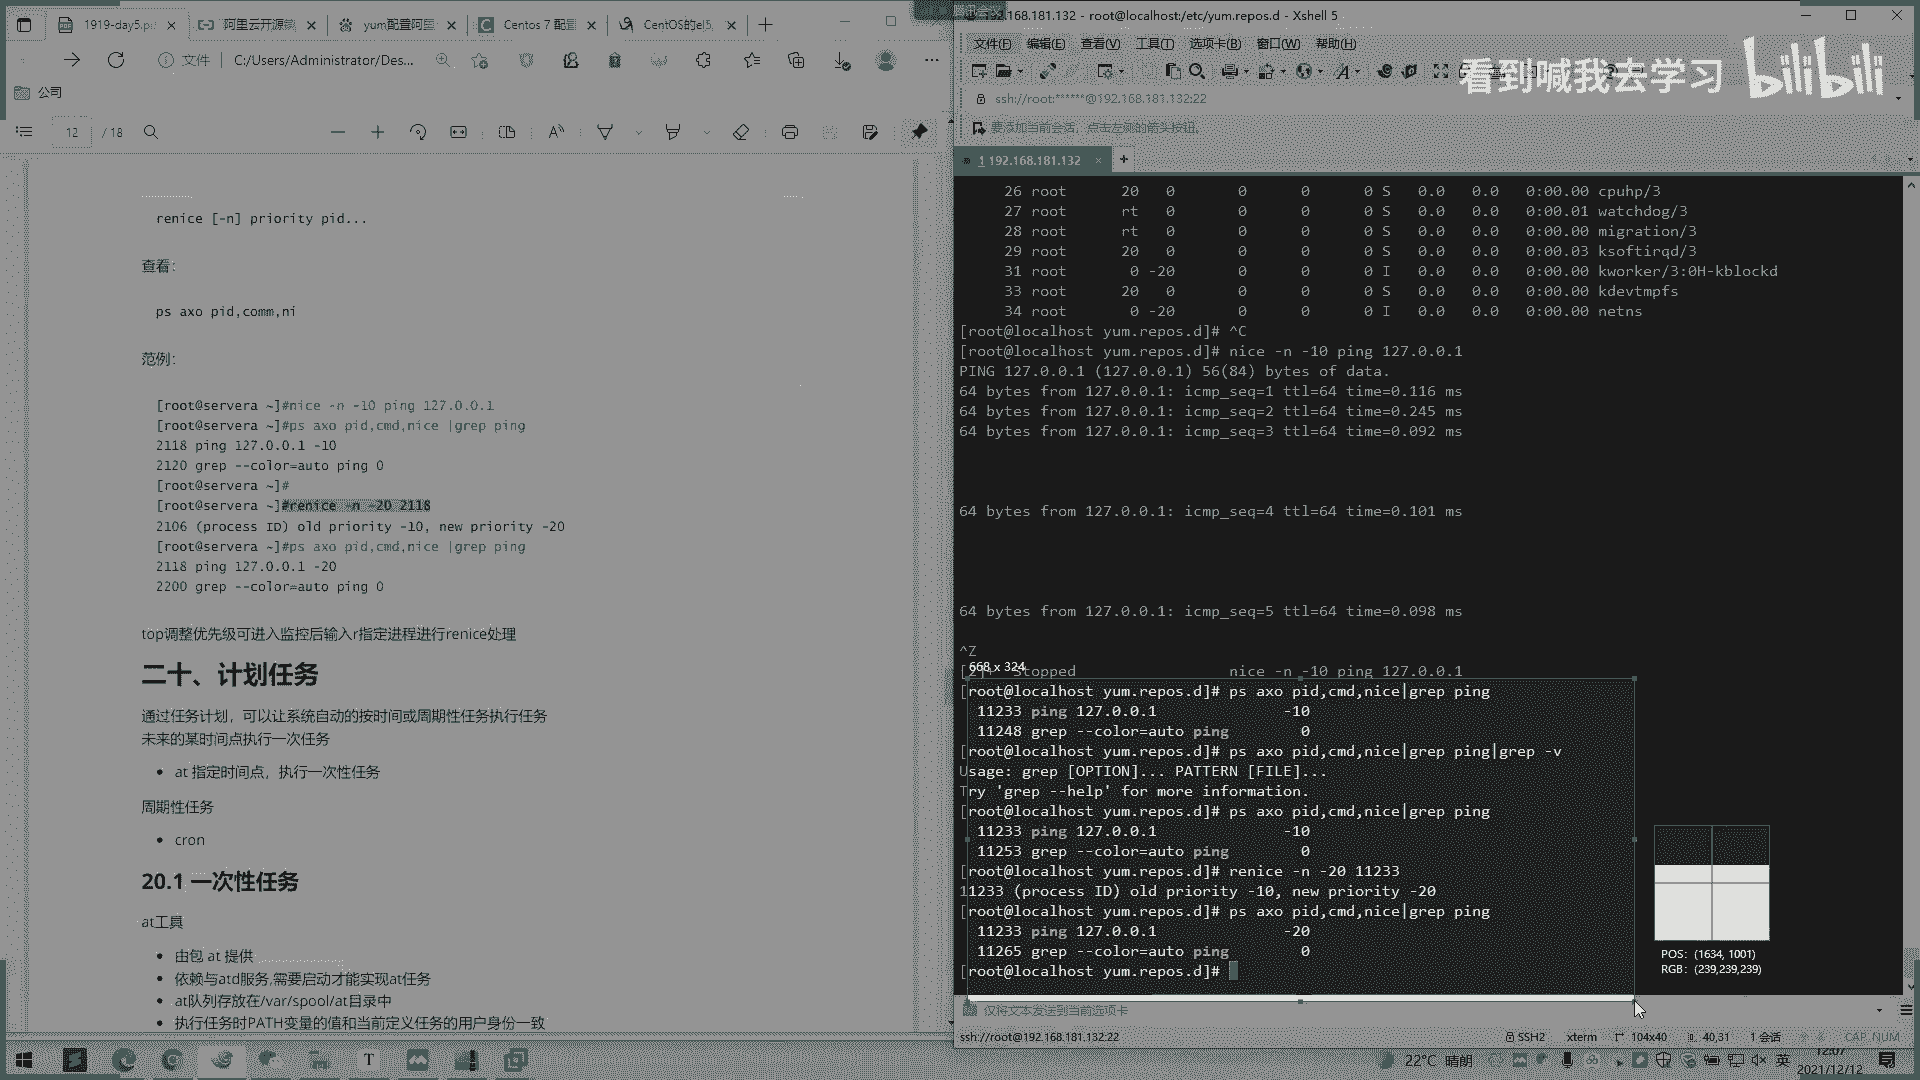 1919-day5.p
阿里云开源
yum配置阿里
Centos 7 配置
CentOS的el5,
文件
C:/Users/Administrator/Des...
公司
12 / 18
renice [-n] priority pid...
查看:
ps axo pid,comm,ni
范例:
[root@servera ~]#nice -n -10 ping 127.0.0.1
[root@servera ~]#ps axo pid,cmd,nice |grep ping
2118 ping 127.0.0.1 -10
2120 grep --color=auto ping 0
[root@servera ~]#
[root@servera ~]#renice -n -20 2118
2106 (process ID) old priority -10, new priority -20
[root@servera ~]#ps axo pid,cmd,nice |grep ping
2118 ping 127.0.0.1 -20
2200 grep --color=auto ping 0
top调整优先级可进入监控后输入r指定进程进行renice处理
二十、计划任务
通过任务计划，可以让系统自动的按时间或周期性任务执行任务
未来的某时间点执行一次任务
• at 指定时间点，执行一次性任务
周期性任务
• cron
20.1 一次性任务
at工具
• 由包 at 提供
• 依赖与atd服务,需要启动才能实现at任务
• at队列存放在/var/spool/at目录中
• 执行任务时PATH变量的值和当前定义任务的用户身份一致
192.168.181.132 - root@localhost:/etc/yum.repos.d - Xshell 5
文件(F) 编辑(E) 查看(V) 工具(T) 选项卡(B) 窗口(W) 帮助(H)
看到喊我去学习 bilibili
ssh://root:******@192.168.181.132:22
要添加当前会话，点击左侧的箭头按钮。
1 192.168.181.132
26 root 20 0 0 0 0 S 0.0 0.0 0:00.00 cpuhp/3
27 root rt 0 0 0 0 S 0.0 0.0 0:00.01 watchdog/3
28 root rt 0 0 0 0 S 0.0 0.0 0:00.00 migration/3
29 root 20 0 0 0 0 S 0.0 0.0 0:00.03 ksoftirqd/3
31 root 0 -20 0 0 0 I 0.0 0.0 0:00.00 kworker/3:0H-kblockd
33 root 20 0 0 0 0 S 0.0 0.0 0:00.00 kdevtmpfs
34 root 0 -20 0 0 0 I 0.0 0.0 0:00.00 netns
[root@localhost yum.repos.d]# ^C
[root@localhost yum.repos.d]# nice -n -10 ping 127.0.0.1
PING 127.0.0.1 (127.0.0.1) 56(84) bytes of data.
64 bytes from 127.0.0.1: icmp_seq=1 ttl=64 time=0.116 ms
64 bytes from 127.0.0.1: icmp_seq=2 ttl=64 time=0.245 ms
64 bytes from 127.0.0.1: icmp_seq=3 ttl=64 time=0.092 ms
64 bytes from 127.0.0.1: icmp_seq=4 ttl=64 time=0.101 ms
64 bytes from 127.0.0.1: icmp_seq=5 ttl=64 time=0.098 ms
^Z
668 x 324
[2]+ Stopped nice -n -10 ping 127.0.0.1
[root@localhost yum.repos.d]# ps axo pid,cmd,nice|grep ping
11233 ping 127.0.0.1 -10
11248 grep --color=auto ping 0
[root@localhost yum.repos.d]# ps axo pid,cmd,nice|grep ping|grep -v
Usage: grep [OPTION]... PATTERN [FILE]...
Try 'grep --help' for more information.
[root@localhost yum.repos.d]# ps axo pid,cmd,nice|grep ping
11233 ping 127.0.0.1 -10
11253 grep --color=auto ping 0
[root@localhost yum.repos.d]# renice -n -20 11233
11233 (process ID) old priority -10, new priority -20
[root@localhost yum.repos.d]# ps axo pid,cmd,nice|grep ping
11233 ping 127.0.0.1 -20
11265 grep --color=auto ping 0
[root@localhost yum.repos.d]#
POS: (1634, 1001)
RGB: (239,239,239)
仅将文本发送到当前选项卡
ssh://root@192.168.181.132:22
SSH2 xterm 104x40 40,31 1 会话 CAP NUM
22°C 晴朗
英
12:07
2021/12/12